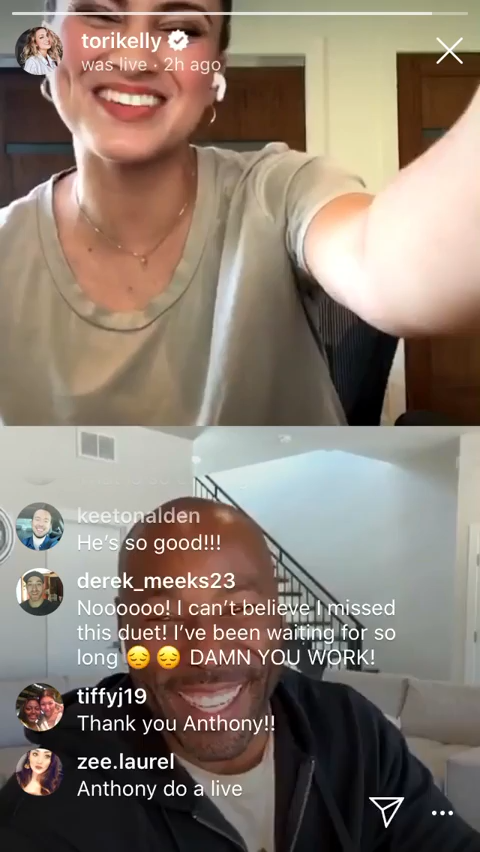 torikelly
was live · 2h ago
keetonalden
He's so good!!!
derek_meeks23
Noooooo! I can't believe I missed
this duet! I've been waiting for so
long 😔😔 DAMN YOU WORK!
tiffyj19
Thank you Anthony!!
zee.laurel
Anthony do a live